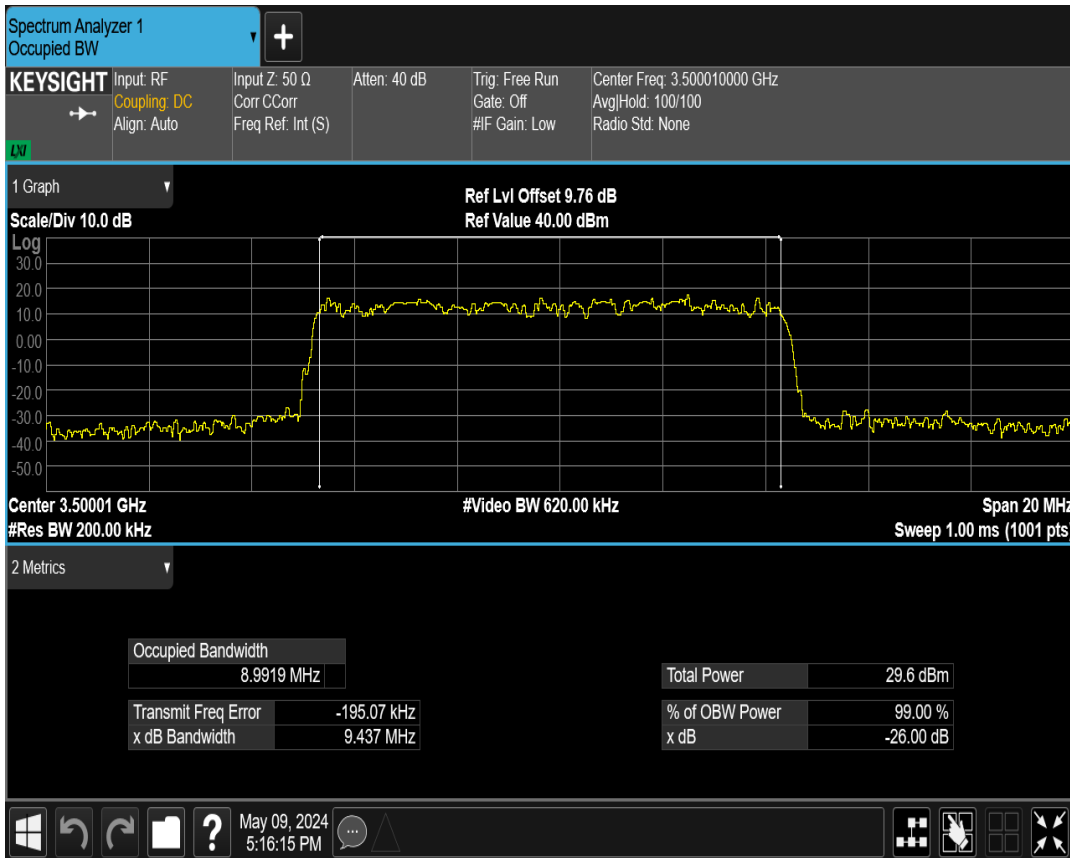 Spectrum Analyzer 1
Occupied BW
+
KEYSIGHT
LXI
Input: RF
Coupling: DC
Align: Auto
Input Z: 50 Ω
Corr CCorr
Freq Ref: Int (S)
Atten: 40 dB
Trig: Free Run
Gate: Off
#IF Gain: Low
Center Freq: 3.500010000 GHz
Avg|Hold: 100/100
Radio Std: None
1 Graph
Scale/Div 10.0 dB
Ref Lvl Offset 9.76 dB
Ref Value 40.00 dBm
Log
30.0
20.0
10.0
0.00
-10.0
-20.0
-30.0
-40.0
-50.0
Center 3.50001 GHz
#Video BW 620.00 kHz
Span 20 MHz
#Res BW 200.00 kHz
Sweep 1.00 ms (1001 pts)
2 Metrics
Occupied Bandwidth
8.9919 MHz
Transmit Freq Error -195.07 kHz
x dB Bandwidth 9.437 MHz
Total Power 29.6 dBm
% of OBW Power 99.00 %
x dB -26.00 dB
?
May 09, 2024
5:16:15 PM